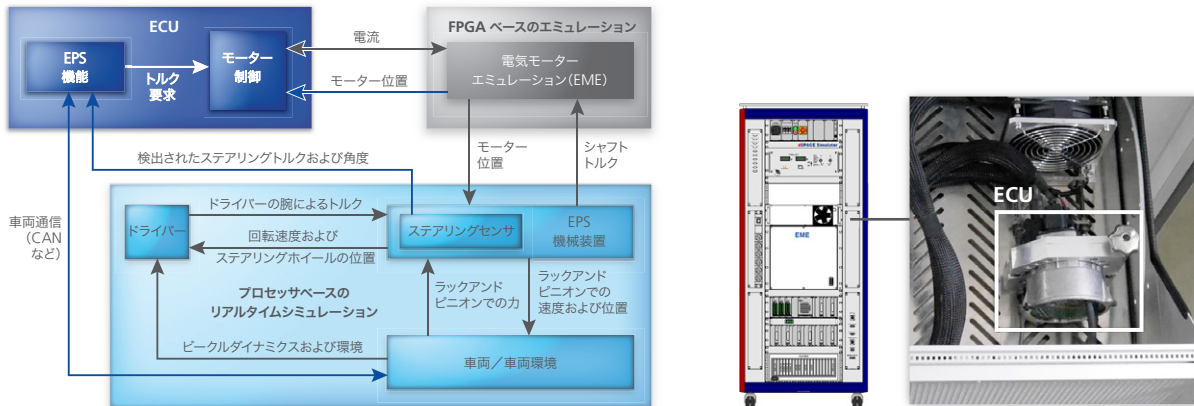 ECU
EPS
機能
トルク
要求
モーター
制御
電流
モーター位置
FPGA ベースのエミュレーション
電気モーター
エミュレーション（EME）
検出されたステアリングトルクおよび角度
モーター
位置
シャフト
トルク
車両通信
（CAN
など）
ドライバー
ドライバーの腕によるトルク
回転速度および
ステアリングホイールの位置
ステアリングセンサ
EPS
機械装置
プロセッサベースの
リアルタイムシミュレーション
ラックアンド
ピニオンでの力
ラックアンド
ピニオンでの
速度および位置
ビークルダイナミクスおよび環境
車両／車両環境
dSPACE Simulator
EME
ECU